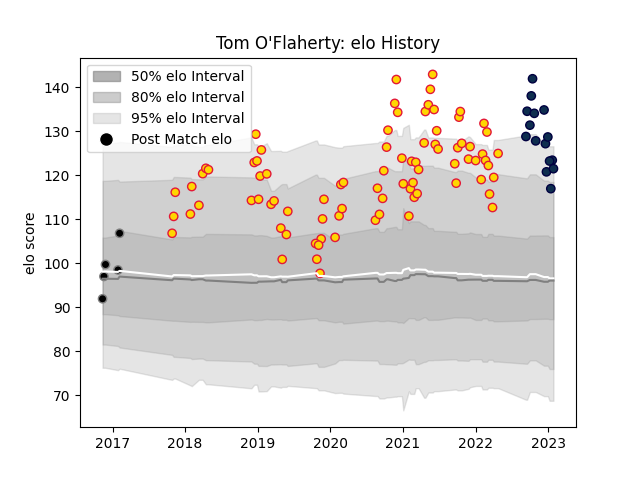 Tom O'Flaherty: elo History
50% elo Interval
80% elo Interval
95% elo Interval
Post Match elo
elo score
140
130
120
110
100
90
80
70
2017 2018 2019 2020 2021 2022 2023